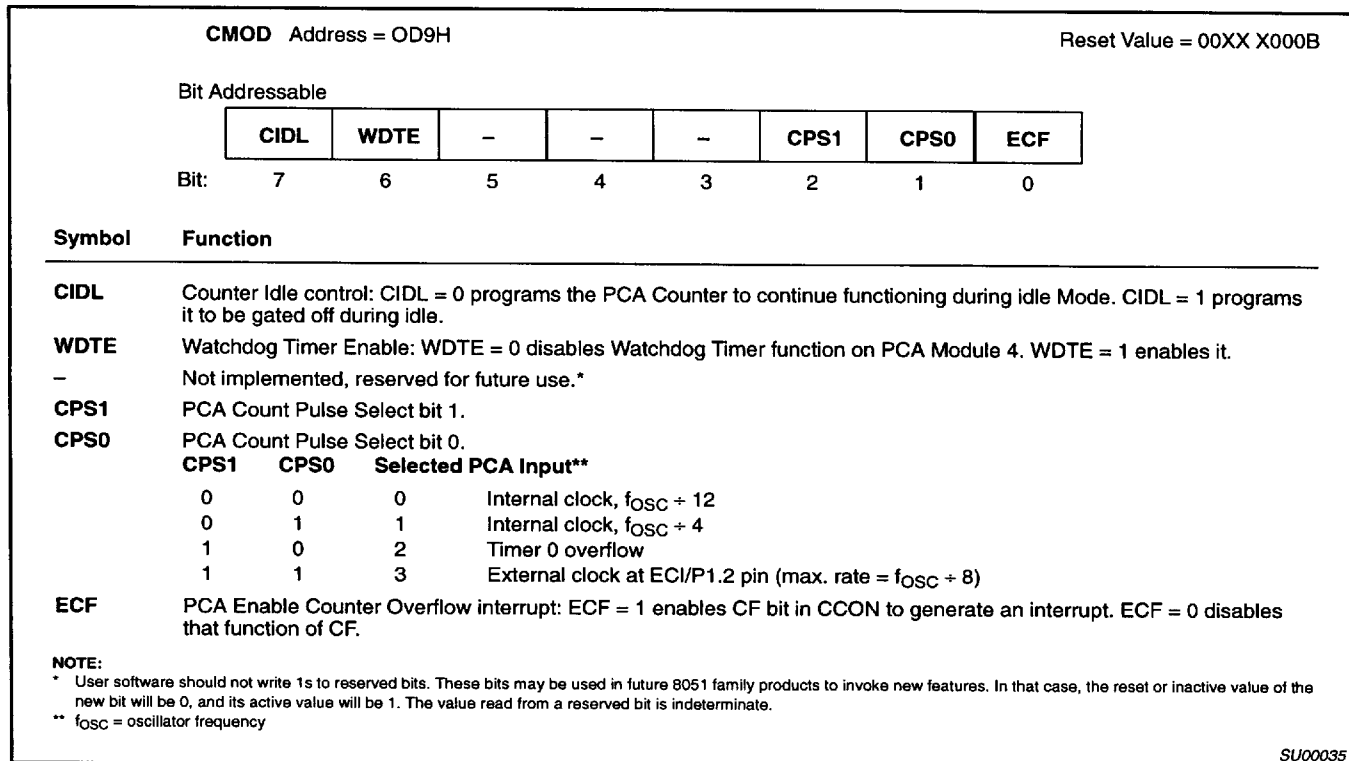 CMOD Address = OD9H Reset Value = 00XX X000B
Bit Addressable
CIDL WDTE – – – CPS1 CPS0 ECF
Bit: 7 6 5 4 3 2 1 0
Symbol Function
CIDL Counter Idle control: CIDL = 0 programs the PCA Counter to continue functioning during idle Mode. CIDL = 1 programs
it to be gated off during idle.
WDTE Watchdog Timer Enable: WDTE = 0 disables Watchdog Timer function on PCA Module 4. WDTE = 1 enables it.
– Not implemented, reserved for future use.*
CPS1 PCA Count Pulse Select bit 1.
CPS0 PCA Count Pulse Select bit 0.
CPS1 CPS0 Selected PCA Input**
0 0 0 Internal clock, fOSC ÷ 12
0 1 1 Internal clock, fOSC ÷ 4
1 0 2 Timer 0 overflow
1 1 3 External clock at ECI/P1.2 pin (max. rate = fOSC ÷ 8)
ECF PCA Enable Counter Overflow interrupt: ECF = 1 enables CF bit in CCON to generate an interrupt. ECF = 0 disables
that function of CF.
NOTE:
* User software should not write 1s to reserved bits. These bits may be used in future 8051 family products to invoke new features. In that case, the reset or inactive value of the
new bit will be 0, and its active value will be 1. The value read from a reserved bit is indeterminate.
** fOSC = oscillator frequency
SU00035